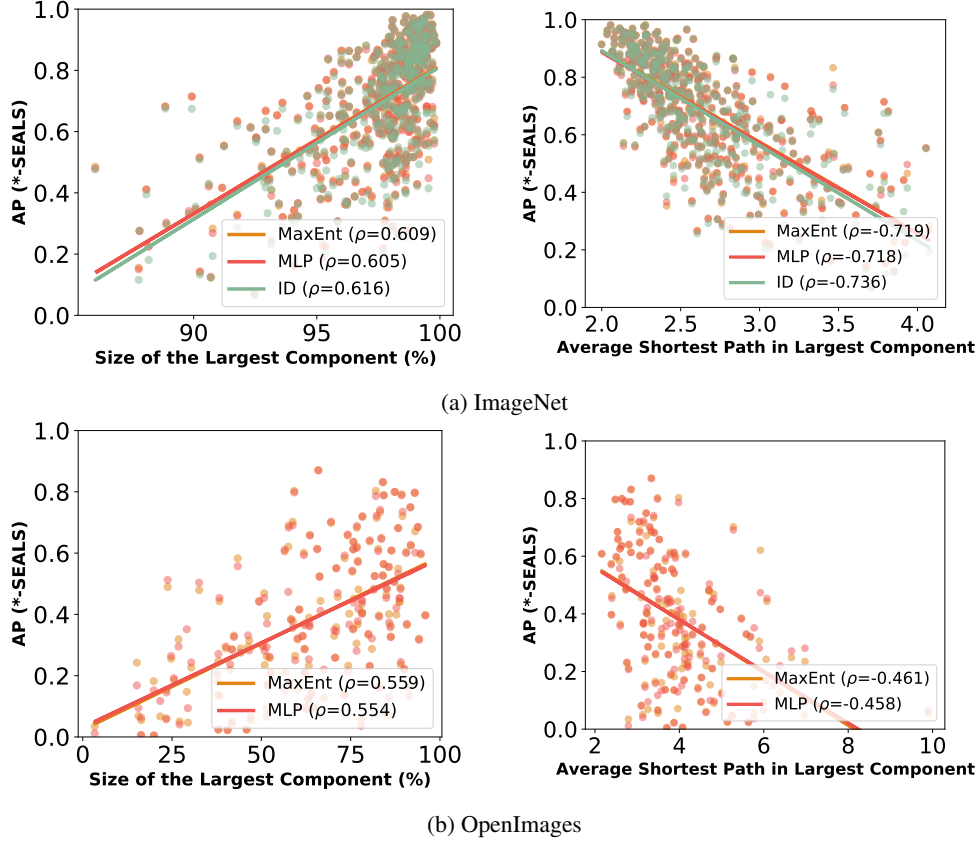 1.0
0.8
0.6
0.4
0.2
0.0
AP (*-SEALS)
MaxEnt (ρ=0.609)
MLP (ρ=0.605)
ID (ρ=0.616)
90 95 100
Size of the Largest Component (%)
1.0
0.8
0.6
0.4
0.2
0.0
AP (*-SEALS)
MaxEnt (ρ=-0.719)
MLP (ρ=-0.718)
ID (ρ=-0.736)
2.0 2.5 3.0 3.5 4.0
Average Shortest Path in Largest Component
(a) ImageNet
1.0
0.8
0.6
0.4
0.2
0.0
AP (*-SEALS)
MaxEnt (ρ=0.559)
MLP (ρ=0.554)
0 25 50 75 100
Size of the Largest Component (%)
1.0
0.8
0.6
0.4
0.2
0.0
AP (*-SEALS)
MaxEnt (ρ=-0.461)
MLP (ρ=-0.458)
2 4 6 8 10
Average Shortest Path in Largest Component
(b) OpenImages